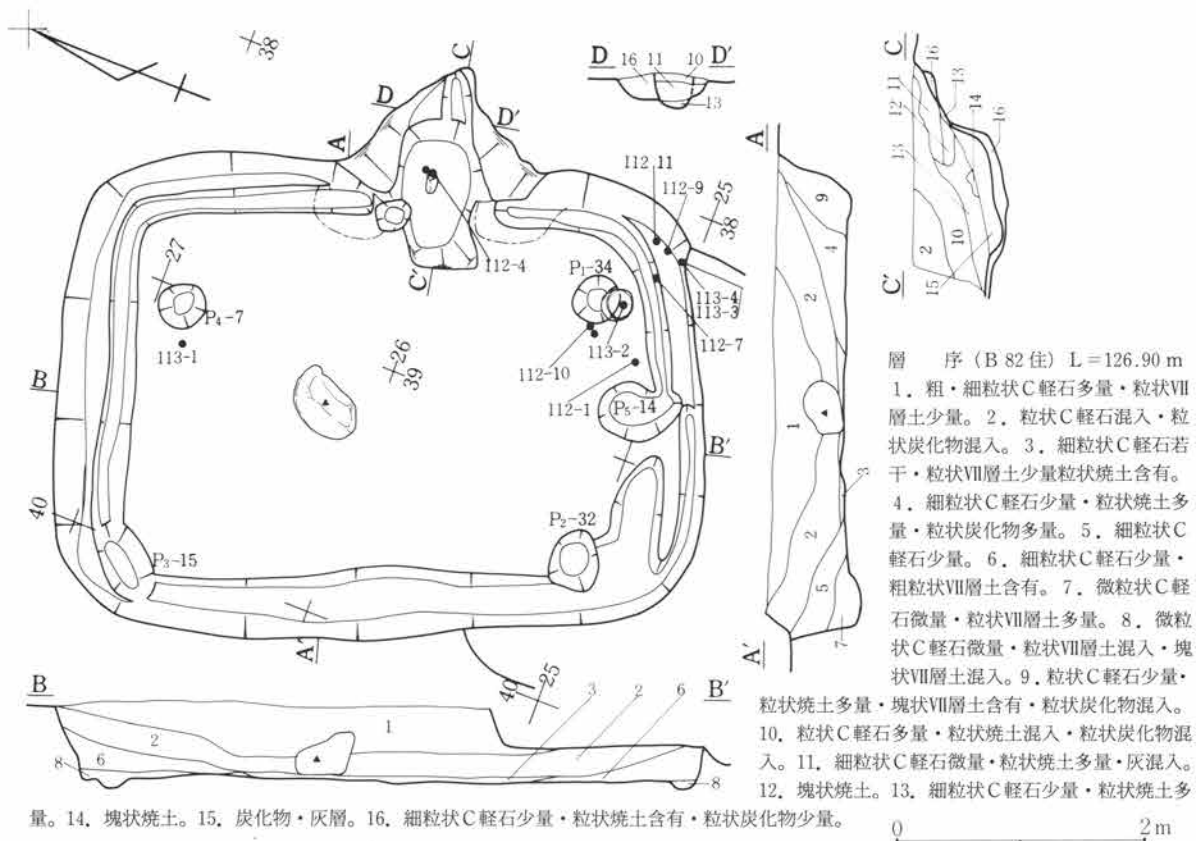 38
D
C
D'
A
112 11
112-9
25
38
27
112-4
C'
P₁-34
113-4
113-3
P₄-7
113-1
112-10
113-2
112-7
26
39
112-1
P₅-14
B
B'
40
P₃-15
P₂-32
A'
40
25
D 16 11 10 D'
13
C
16
11
12
13
13
14
16
2
10
15
C'
A
9
4
2
1
3
2
5
7
A'
B
3 2 6
B'
1
2
8 6
8
層 序(B 82 住)L=126.90 m
1.粗・細粒状C軽石多量・粒状VII
層土少量。2.粒状C軽石混入・粒
状炭化物混入。3.細粒状C軽石若
干・粒状VII層土少量粒状焼土含有。
4.細粒状C軽石少量・粒状焼土多
量・粒状炭化物多量。5.細粒状C
軽石少量。6.細粒状C軽石少量・
粗粒状VII層土含有。7.微粒状C軽
石微量・粒状VII層土多量。8.微粒
状C軽石微量・粒状VII層土混入・塊
状VII層土混入。9.粒状C軽石少量・
粒状焼土多量・塊状VII層土含有・粒状炭化物混入。
10.粒状C軽石多量・粒状焼土混入・粒状炭化物混
入。11.細粒状C軽石微量・粒状焼土多量・灰混入。
12.塊状焼土。13.細粒状C軽石少量・粒状焼土多
量。14.塊状焼土。15.炭化物・灰層。16.細粒状C軽石少量・粒状焼土含有・粒状炭化物少量。
0 2 m